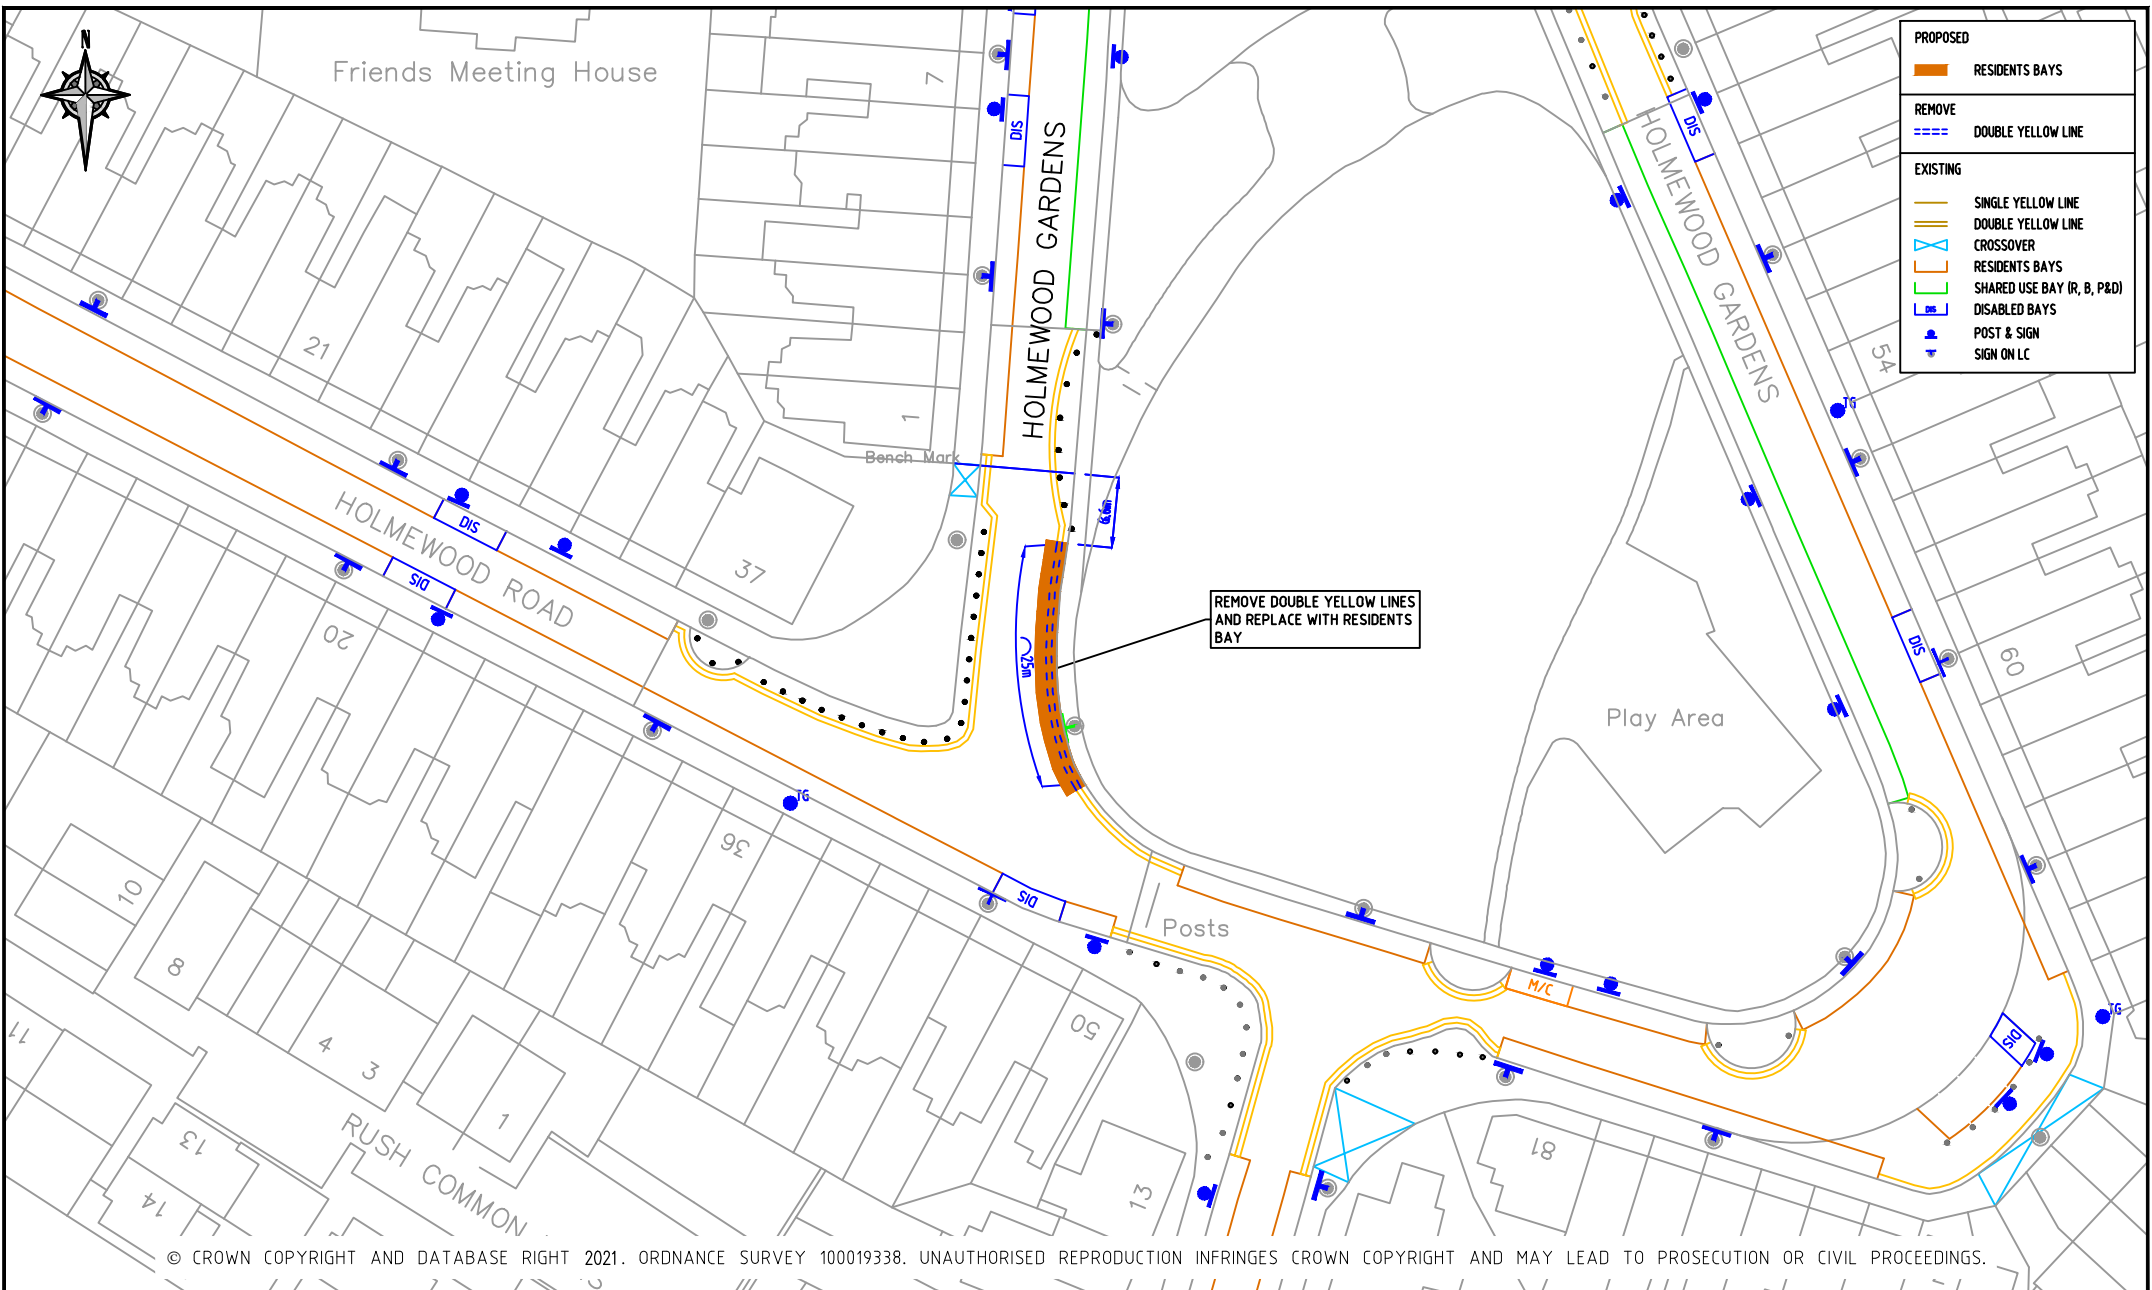 N
Friends Meeting House
7
DIS
HOLMEWOOD GARDENS
HOLMEWOOD GARDENS
DIS
PROPOSED
RESIDENTS BAYS
REMOVE
DOUBLE YELLOW LINE
EXISTING
SINGLE YELLOW LINE
DOUBLE YELLOW LINE
CROSSOVER
RESIDENTS BAYS
SHARED USE BAY (R, B, P&D)
DIS
DISABLED BAYS
POST & SIGN
SIGN ON LC
21
1
Bench Mark
54
TG
HOLMEWOOD ROAD
DIS
DIS
37
20
6.6m
25m
REMOVE DOUBLE YELLOW LINES
AND REPLACE WITH RESIDENTS
BAY
DIS
60
Play Area
TG
36
10
8
DIS
Posts
M/C
50
TG
DIS
11
4
3
1
13
14
RUSH COMMON
13
81
© CROWN COPYRIGHT AND DATABASE RIGHT 2021. ORDNANCE SURVEY 100019338. UNAUTHORISED REPRODUCTION INFRINGES CROWN COPYRIGHT AND MAY LEAD TO PROSECUTION OR CIVIL PROCEEDINGS.